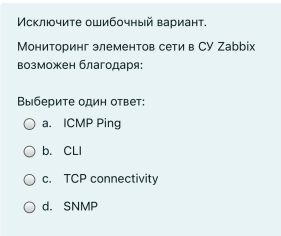 Исключите ошибочный вариант.
Мониторинг элементов сети в СУ Zabbix
возможен благодаря:
Выберите один ответ:
a. ICMP Ping
b. CLI
c. TCP connectivity
d. SNMP